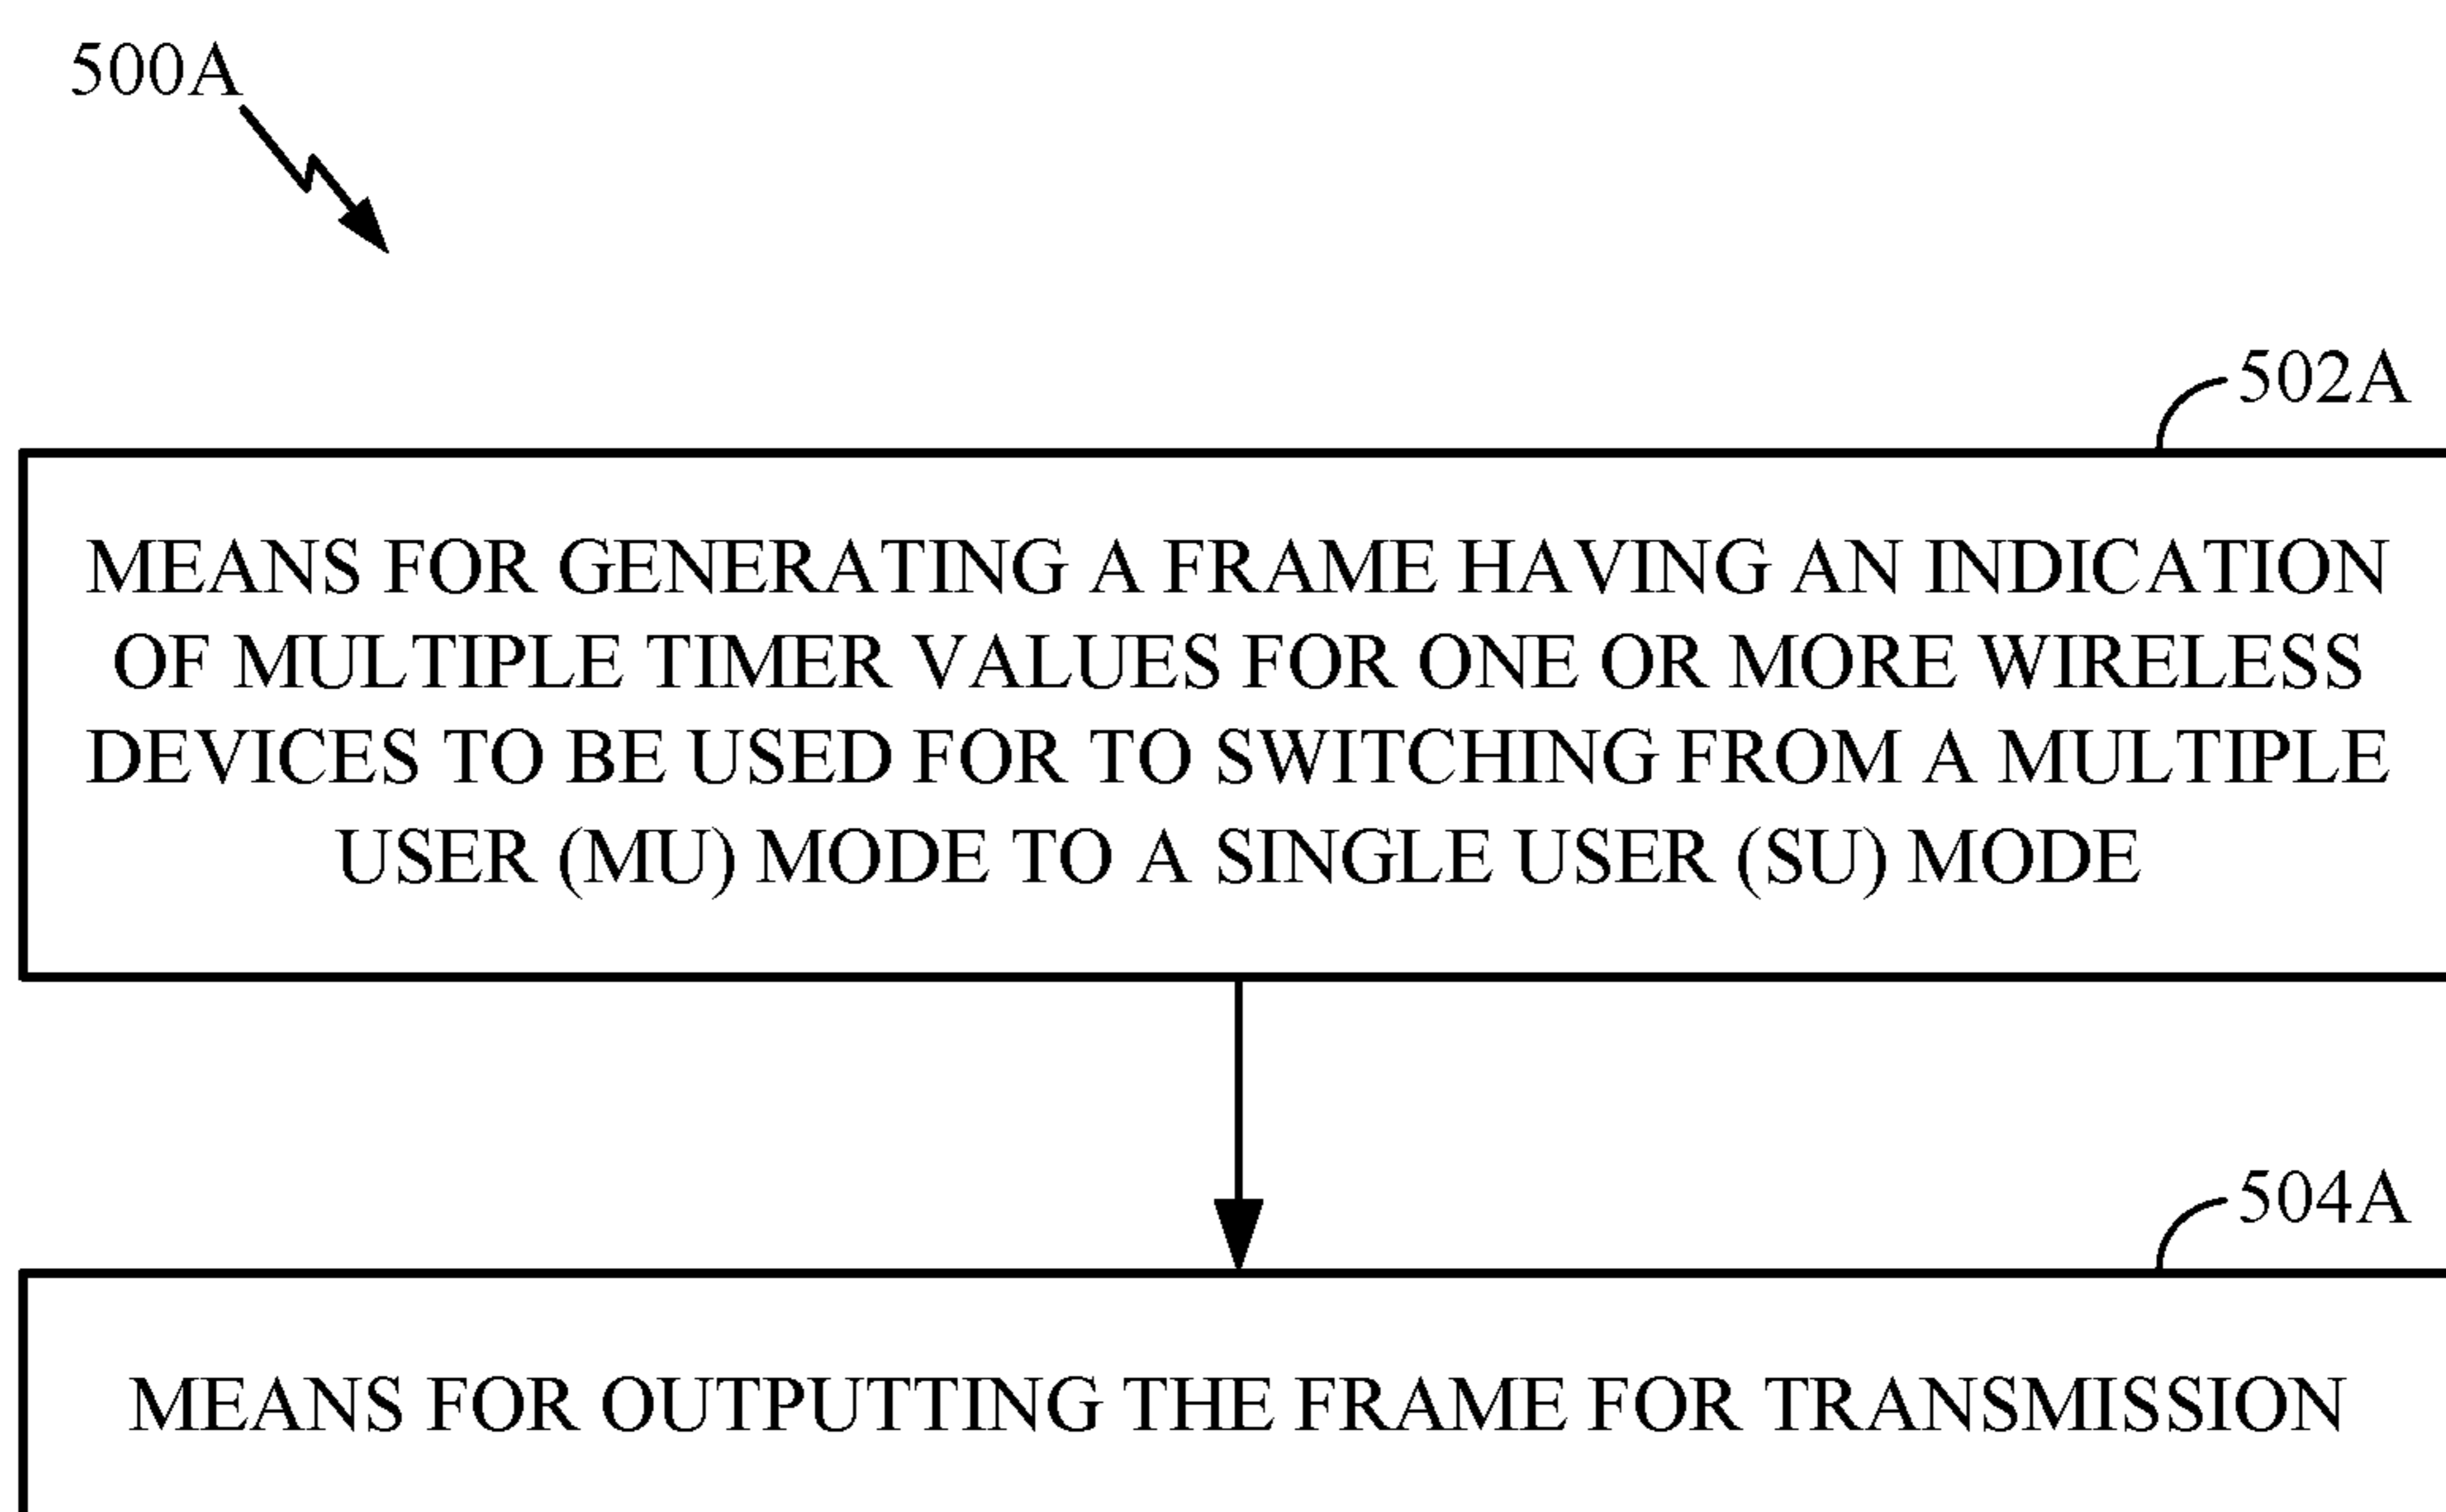 500A
502A
MEANS FOR GENERATING A FRAME HAVING AN INDICATION
OF MULTIPLE TIMER VALUES FOR ONE OR MORE WIRELESS
DEVICES TO BE USED FOR TO SWITCHING FROM A MULTIPLE
USER (MU) MODE TO A SINGLE USER (SU) MODE
504A
MEANS FOR OUTPUTTING THE FRAME FOR TRANSMISSION